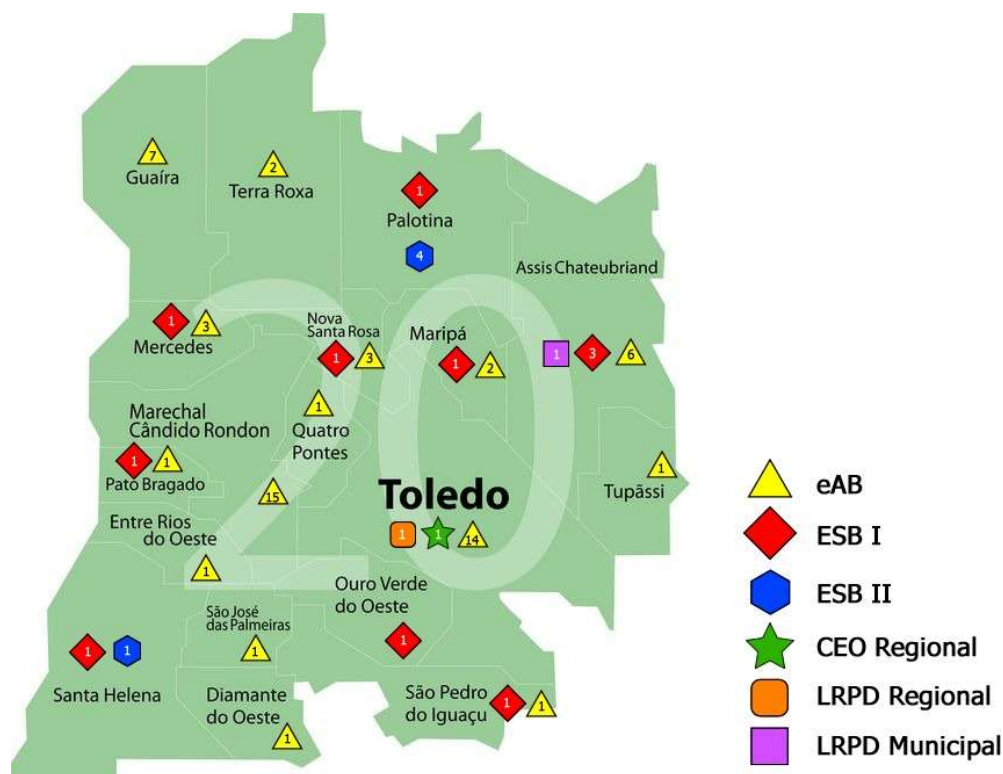 20
7
Guaíra
2
Terra Roxa
1
Palotina
4
Assis Chateubriand
1
3
Mercedes
Nova
Santa Rosa
1
3
Maripá
1
2
1
3
6
1
Quatro
Pontes
Marechal
Cândido Rondon
1
1
Pato Bragado
15
1
Tupãssi
Toledo
1
1
14
Entre Rios
do Oeste
1
Ouro Verde
do Oeste
1
São José
das Palmeiras
1
1
1
Santa Helena
Diamante
do Oeste
1
São Pedro
do Iguaçu
1
1
eAB
ESB I
ESB II
CEO Regional
LRPD Regional
LRPD Municipal